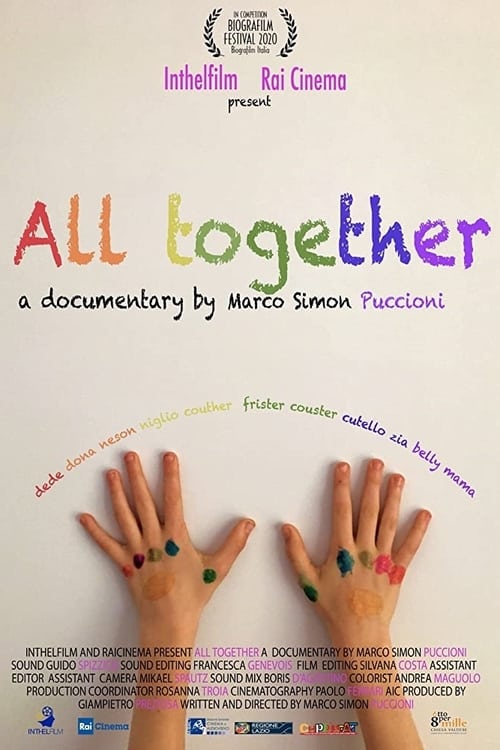 IN COMPETITION
BIOGRAFILM
FESTIVAL 2020
Biografilm Italia
Inthelfilm Rai Cinema
present
All together
a documentary by Marco Simon Puccioni
dede dona neson niglio couther frister couster cutello zia belly mama
INTHELFILM AND RAICINEMA PRESENT ALL TOGETHER A DOCUMENTARY BY MARCO SIMON PUCCIONI
SOUND GUIDO SPIZZICO SOUND EDITING FRANCESCA GENEVOIS FILM EDITING SILVANA COSTA ASSISTANT
EDITOR ASSISTANT CAMERA MIKAEL SPAUTZ SOUND MIX BORIS ANDREA MAGUOLO
PRODUCTION COORDINATOR ROSANNA TROIA CINEMATOGRAPHY PAOLO FERRARI AIC PRODUCED BY
GIAMPIETRO PREZIOSA WRITTEN AND DIRECTED BY MARCO SIMON PUCCIONI
INTHELFILM Rai Cinema REGIONE LAZIO 8 otto per mille
CHIESA VALDESE